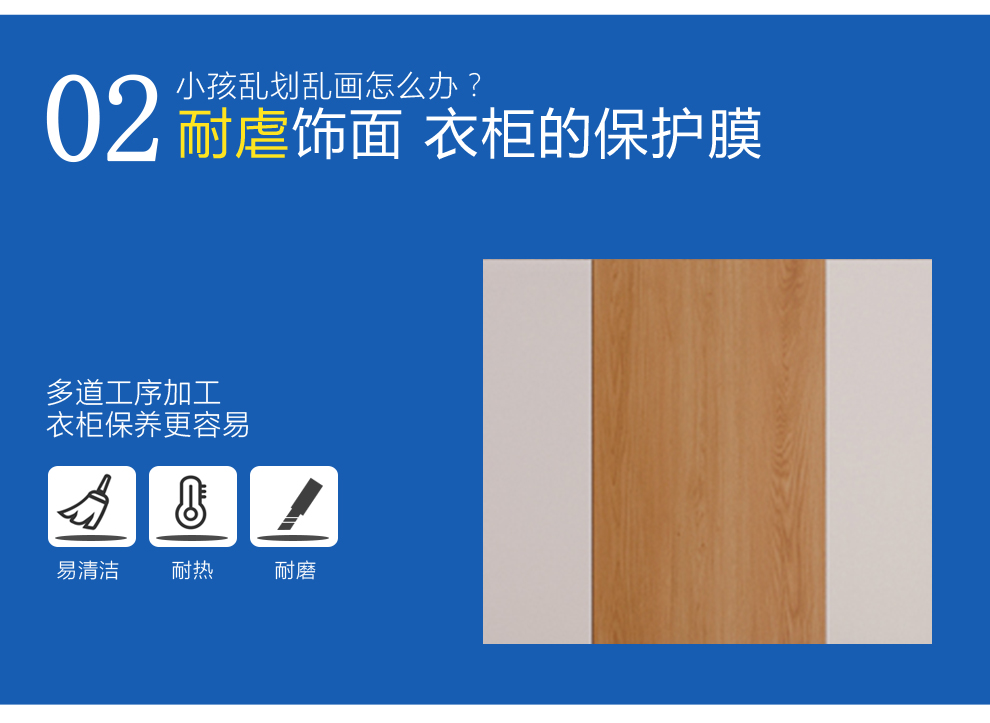 02
小孩乱划乱画怎么办？
耐虐饰面 衣柜的保护膜
多道工序加工
衣柜保养更容易
易清洁
耐热
耐磨